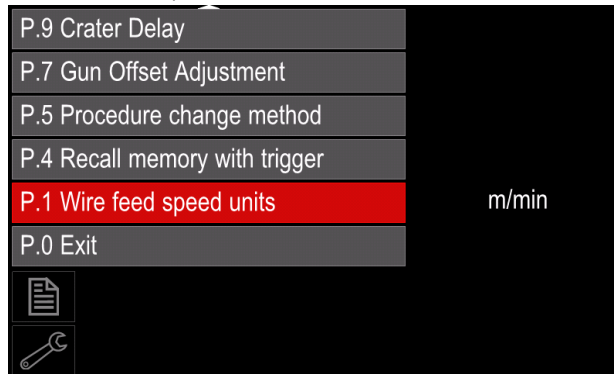 P.9 Crater Delay
P.7 Gun Offset Adjustment
P.5 Procedure change method
P.4 Recall memory with trigger
P.1 Wire feed speed units m/min
P.0 Exit